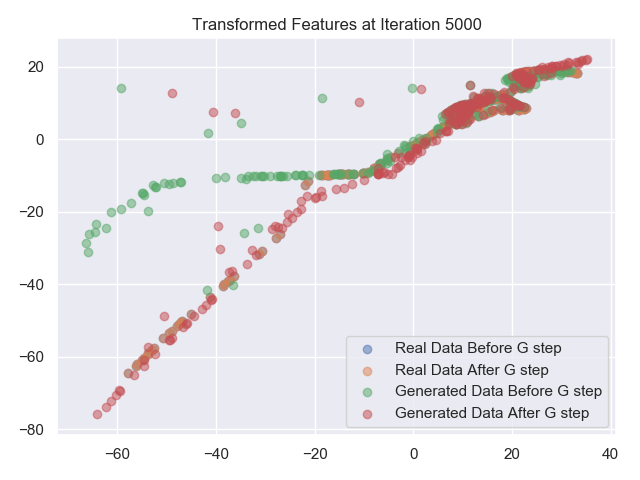 Transformed Features at Iteration 5000
20
0
−20
−40
−60
−80
−60
−40
−20
0
20
40
Real Data Before G step
Real Data After G step
Generated Data Before G step
Generated Data After G step